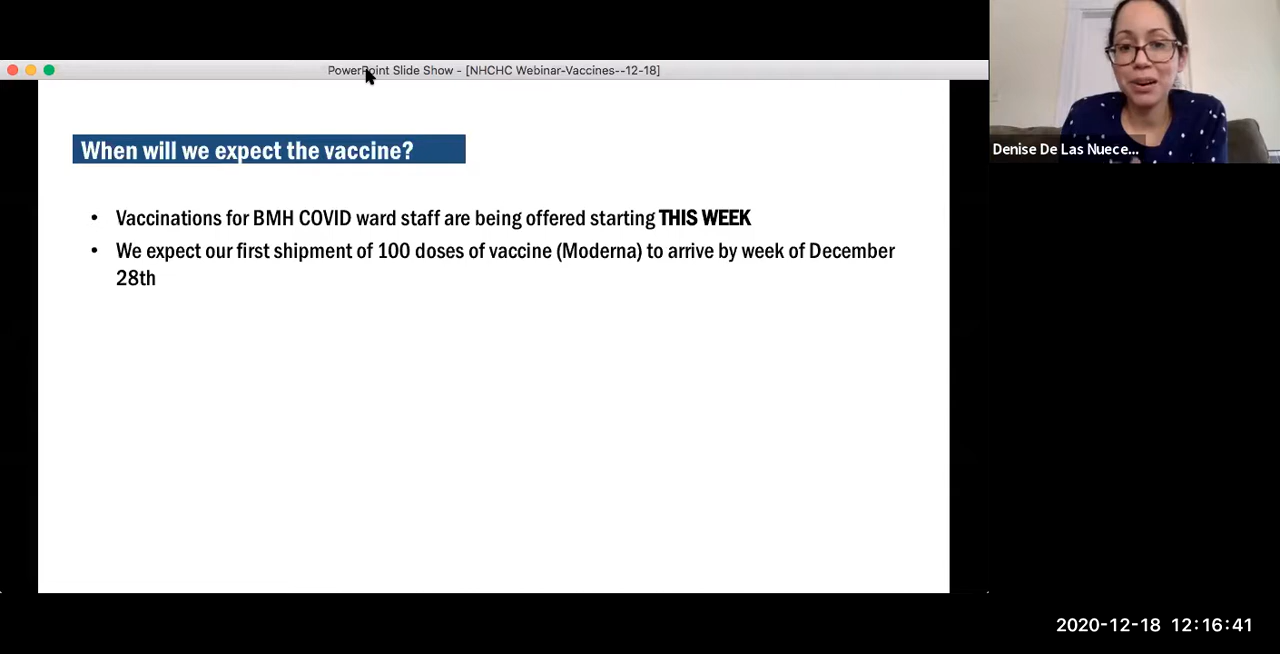 PowerPoint Slide Show - [NHCHC Webinar-Vaccines--12-18]
When will we expect the vaccine?
• Vaccinations for BMH COVID ward staff are being offered starting THIS WEEK
• We expect our first shipment of 100 doses of vaccine (Moderna) to arrive by week of December
28th
Denise De Las Nuece...
2020-12-18 12:16:41